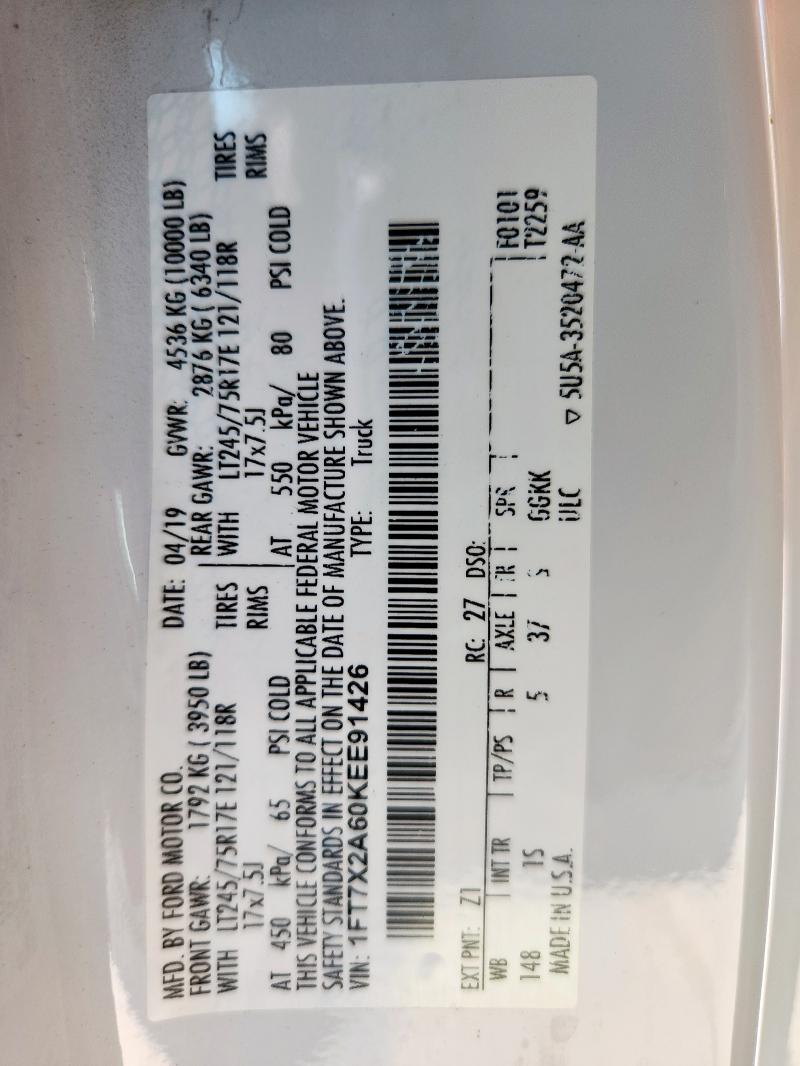 MFD. BY FORD MOTOR CO. DATE: 04/19 GVWR: 4536 KG (10000 LB)
FRONT GAWR: 1792 KG ( 3950 LB) REAR GAWR: 2876 KG ( 6340 LB)
WITH LT245/75R17E 121/118R TIRES WITH LT245/75R17E 121/118R TIRES
17x7.5J RIMS 17x7.5J RIMS
AT 450 kPa/ 65 PSI COLD AT 550 kPa/ 80 PSI COLD
THIS VEHICLE CONFORMS TO ALL APPLICABLE FEDERAL MOTOR VEHICLE
SAFETY STANDARDS IN EFFECT ON THE DATE OF MANUFACTURE SHOWN ABOVE.
VIN: 1FT7X2A60KEE91426 TYPE: Truck
EXT PNT: Z1 RC: 27 DSO: F0101
WB INT TR TP/PS R AXLE TR SPR T2259
148 1S 5 37 S GGKK
MADE IN U.S.A. ULC ▽ 5U5A-3520472-AA